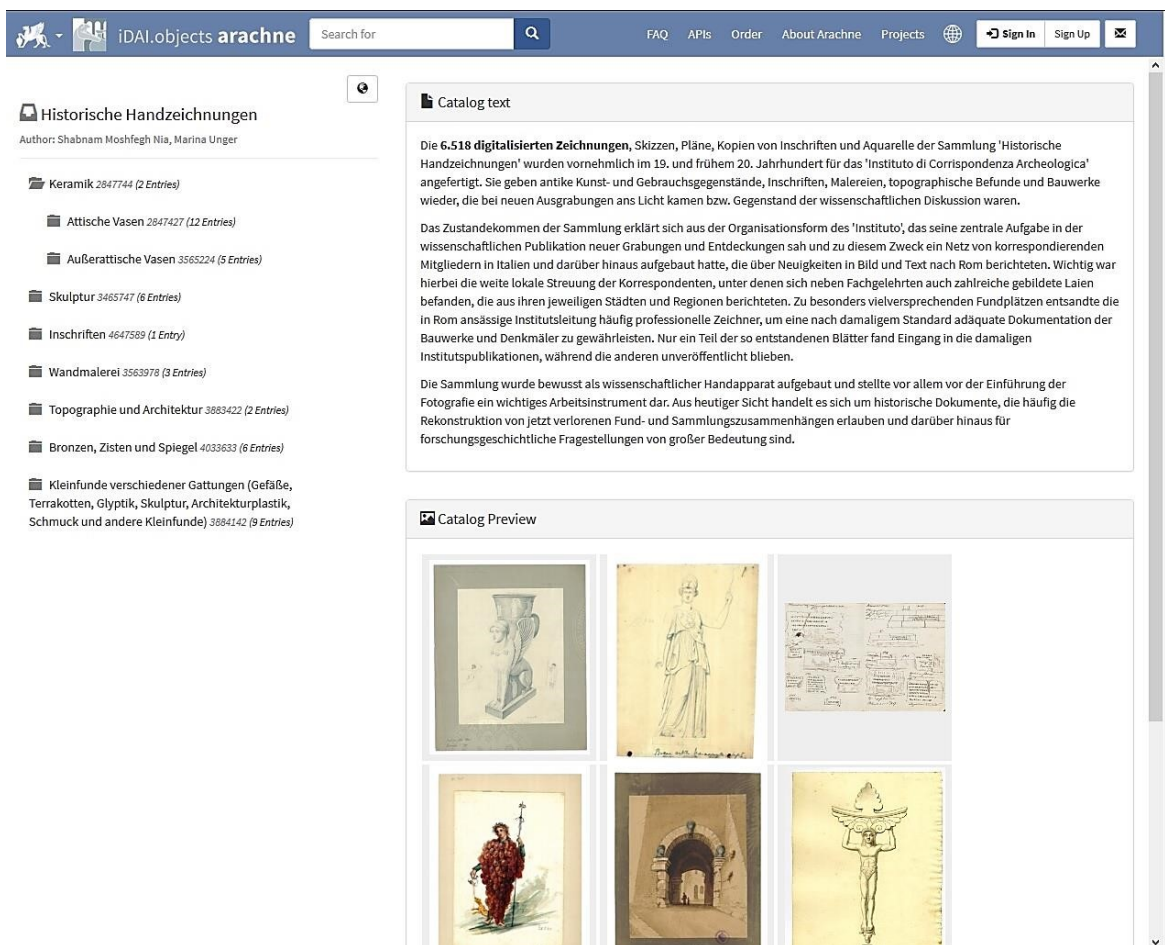 iDAI.objects arachne
Search for
FAQ
APIs
Order
About Arachne
Projects
Sign In
Sign Up
Historische Handzeichnungen
Author: Shabnam Moshfegh Nia, Marina Unger
Keramik 2847744 (2 Entries)
Attische Vasen 2847427 (12 Entries)
Außerattische Vasen 3565224 (5 Entries)
Skulptur 3465747 (6 Entries)
Inschriften 4647589 (1 Entry)
Wandmalerei 3563978 (3 Entries)
Topographie und Architektur 3883422 (2 Entries)
Bronzen, Zisten und Spiegel 4033633 (6 Entries)
Kleinfunde verschiedener Gattungen (Gefäße,
Terrakotten, Glyptik, Skulptur, Architekturplastik,
Schmuck und andere Kleinfunde) 3884142 (9 Entries)
Catalog text
Die 6.518 digitalisierten Zeichnungen, Skizzen, Pläne, Kopien von Inschriften und Aquarelle der Sammlung 'Historische
Handzeichnungen' wurden vornehmlich im 19. und frühem 20. Jahrhundert für das 'Instituto di Corrispondenza Archeologica'
angefertigt. Sie geben antike Kunst- und Gebrauchsgegenstände, Inschriften, Malereien, topographische Befunde und Bauwerke
wieder, die bei neuen Ausgrabungen ans Licht kamen bzw. Gegenstand der wissenschaftlichen Diskussion waren.
Das Zustandekommen der Sammlung erklärt sich aus der Organisationsform des 'Instituto', das seine zentrale Aufgabe in der
wissenschaftlichen Publikation neuer Grabungen und Entdeckungen sah und zu diesem Zweck ein Netz von korrespondierenden
Mitgliedern in Italien und darüber hinaus aufgebaut hatte, die über Neuigkeiten in Bild und Text nach Rom berichteten. Wichtig war
hierbei die weite lokale Streuung der Korrespondenten, unter denen sich neben Fachgelehrten auch zahlreiche gebildete Laien
befanden, die aus ihren jeweiligen Städten und Regionen berichteten. Zu besonders vielversprechenden Fundplätzen entsandte die
in Rom ansässige Institutsleitung häufig professionelle Zeichner, um eine nach damaligem Standard adäquate Dokumentation der
Bauwerke und Denkmäler zu gewährleisten. Nur ein Teil der so entstandenen Blätter fand Eingang in die damaligen
Institutspublikationen, während die anderen unveröffentlicht blieben.
Die Sammlung wurde bewusst als wissenschaftlicher Handapparat aufgebaut und stellte vor allem vor der Einführung der
Fotografie ein wichtiges Arbeitsinstrument dar. Aus heutiger Sicht handelt es sich um historische Dokumente, die häufig die
Rekonstruktion von jetzt verlorenen Fund- und Sammlungszusammenhängen erlauben und darüber hinaus für
forschungsgeschichtliche Fragestellungen von großer Bedeutung sind.
Catalog Preview